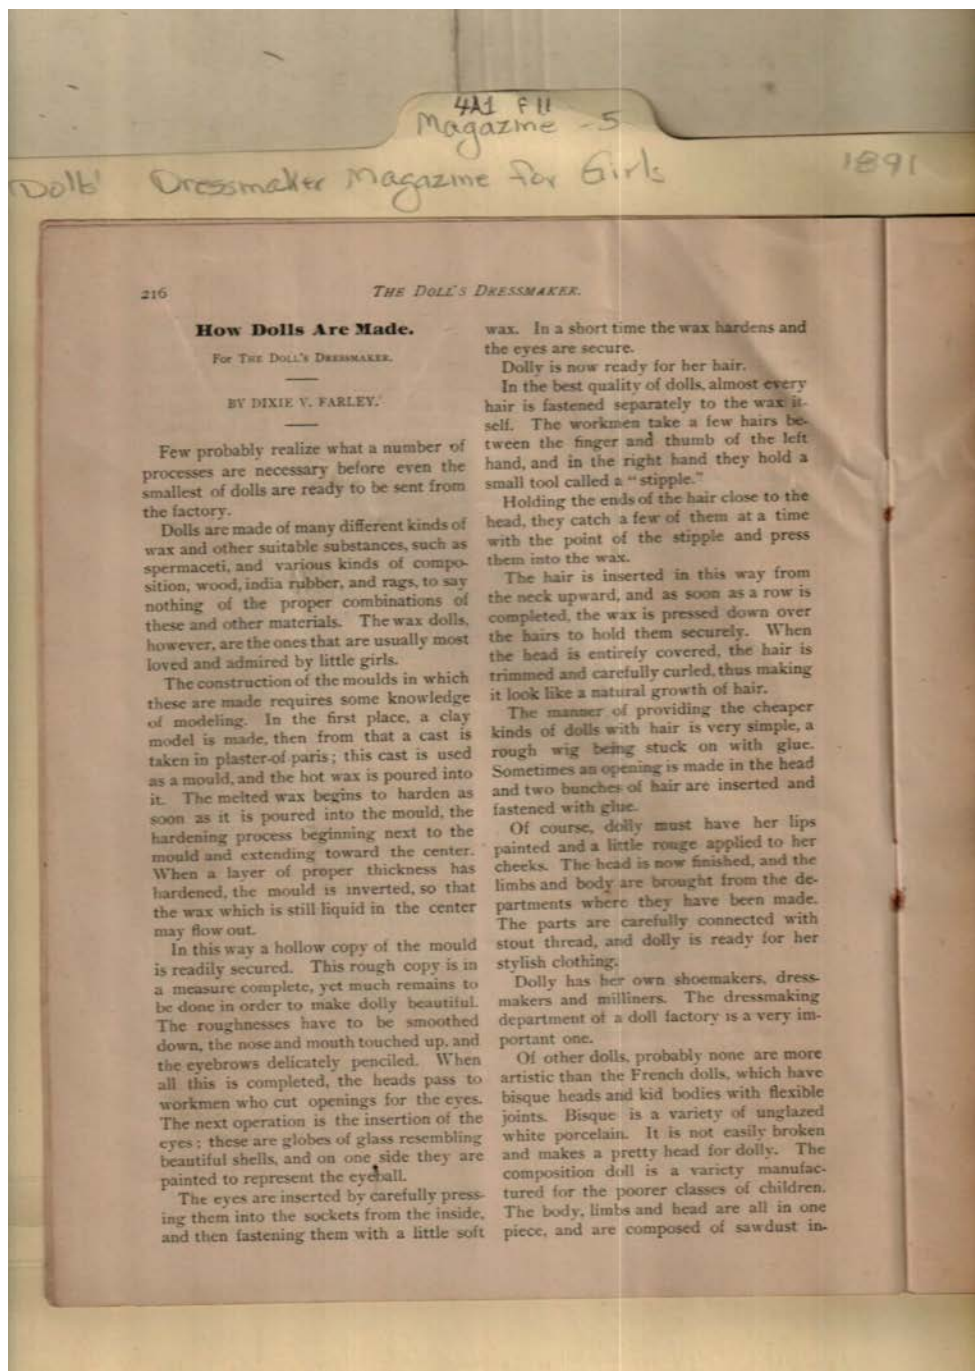 4A1 F11
Magazine - 5
Dolls' Dressmaker Magazine for Girls 1891
216 THE DOLL'S DRESSMAKER.
How Dolls Are Made.
For THE DOLL'S DRESSMAKER.
BY DIXIE V. FARLEY.
Few probably realize what a number of
processes are necessary before even the
smallest of dolls are ready to be sent from
the factory.
Dolls are made of many different kinds of
wax and other suitable substances, such as
spermaceti, and various kinds of compo-
sition, wood, india rubber, and rags, to say
nothing of the proper combinations of
these and other materials. The wax dolls,
however, are the ones that are usually most
loved and admired by little girls.
The construction of the moulds in which
these are made requires some knowledge
of modeling. In the first place, a clay
model is made, then from that a cast is
taken in plaster-of paris; this cast is used
as a mould, and the hot wax is poured into
it. The melted wax begins to harden as
soon as it is poured into the mould, the
hardening process beginning next to the
mould and extending toward the center.
When a layer of proper thickness has
hardened, the mould is inverted, so that
the wax which is still liquid in the center
may flow out.
In this way a hollow copy of the mould
is readily secured. This rough copy is in
a measure complete, yet much remains to
be done in order to make dolly beautiful.
The roughnesses have to be smoothed
down, the nose and mouth touched up, and
the eyebrows delicately penciled. When
all this is completed, the heads pass to
workmen who cut openings for the eyes.
The next operation is the insertion of the
eyes; these are globes of glass resembling
beautiful shells, and on one side they are
painted to represent the eyeball.
The eyes are inserted by carefully press-
ing them into the sockets from the inside,
and then fastening them with a little soft
wax. In a short time the wax hardens and
the eyes are secure.
Dolly is now ready for her hair.
In the best quality of dolls, almost every
hair is fastened separately to the wax it-
self. The workmen take a few hairs be-
tween the finger and thumb of the left
hand, and in the right hand they hold a
small tool called a "stipple."
Holding the ends of the hair close to the
head, they catch a few of them at a time
with the point of the stipple and press
them into the wax.
The hair is inserted in this way from
the neck upward, and as soon as a row is
completed, the wax is pressed down over
the hairs to hold them securely. When
the head is entirely covered, the hair is
trimmed and carefully curled, thus making
it look like a natural growth of hair.
The manner of providing the cheaper
kinds of dolls with hair is very simple, a
rough wig being stuck on with glue.
Sometimes an opening is made in the head
and two bunches of hair are inserted and
fastened with glue.
Of course, dolly must have her lips
painted and a little rouge applied to her
cheeks. The head is now finished, and the
limbs and body are brought from the de-
partments where they have been made.
The parts are carefully connected with
stout thread, and dolly is ready for her
stylish clothing.
Dolly has her own shoemakers, dress-
makers and milliners. The dressmaking
department of a doll factory is a very im-
portant one.
Of other dolls, probably none are more
artistic than the French dolls, which have
bisque heads and kid bodies with flexible
joints. Bisque is a variety of unglazed
white porcelain. It is not easily broken
and makes a pretty head for dolly. The
composition doll is a variety manufac-
tured for the poorer classes of children.
The body, limbs and head are all in one
piece, and are composed of sawdust in-